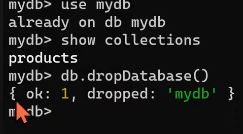 mydb> use mydb
already on db mydb
mydb> show collections
products
mydb> db.dropDatabase()
{ ok: 1, dropped: 'mydb' }
mydb>